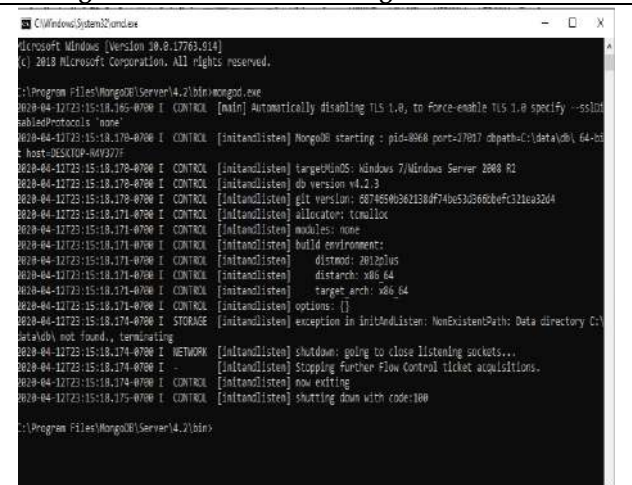 C:\Windows\System32\cmd.exe
Microsoft Windows [Version 10.0.17763.914]
(c) 2018 Microsoft Corporation. All rights reserved.
C:\Program Files\MongoDB\Server\4.2\bin>mongod.exe
2020-04-12T23:15:18.165-0700 I  CONTROL  [main] Automatically disabling TLS 1.0, to force-enable TLS 1.0 specify --sslDi
sabledProtocols 'none'
2020-04-12T23:15:18.170-0700 I  CONTROL  [initandlisten] MongoDB starting : pid=8968 port=27017 dbpath=C:\data\db\ 64-bi
t host=DESKTOP-R4V377F
2020-04-12T23:15:18.170-0700 I  CONTROL  [initandlisten] targetMinOS: Windows 7/Windows Server 2008 R2
2020-04-12T23:15:18.170-0700 I  CONTROL  [initandlisten] db version v4.2.3
2020-04-12T23:15:18.170-0700 I  CONTROL  [initandlisten] git version: 6874650b362138df74be53d366bbefc321ea32d4
2020-04-12T23:15:18.171-0700 I  CONTROL  [initandlisten] allocator: tcmalloc
2020-04-12T23:15:18.171-0700 I  CONTROL  [initandlisten] modules: none
2020-04-12T23:15:18.171-0700 I  CONTROL  [initandlisten] build environment:
2020-04-12T23:15:18.171-0700 I  CONTROL  [initandlisten]     distmod: 2012plus
2020-04-12T23:15:18.171-0700 I  CONTROL  [initandlisten]     distarch: x86_64
2020-04-12T23:15:18.171-0700 I  CONTROL  [initandlisten]     target_arch: x86_64
2020-04-12T23:15:18.171-0700 I  CONTROL  [initandlisten] options: {}
2020-04-12T23:15:18.174-0700 I  STORAGE  [initandlisten] exception in initAndListen: NonExistentPath: Data directory C:\
data\db\ not found., terminating
2020-04-12T23:15:18.174-0700 I  NETWORK  [initandlisten] shutdown: going to close listening sockets...
2020-04-12T23:15:18.174-0700 I  -        [initandlisten] Stopping further Flow Control ticket acquisitions.
2020-04-12T23:15:18.174-0700 I  CONTROL  [initandlisten] now exiting
2020-04-12T23:15:18.175-0700 I  CONTROL  [initandlisten] shutting down with code:100
C:\Program Files\MongoDB\Server\4.2\bin>